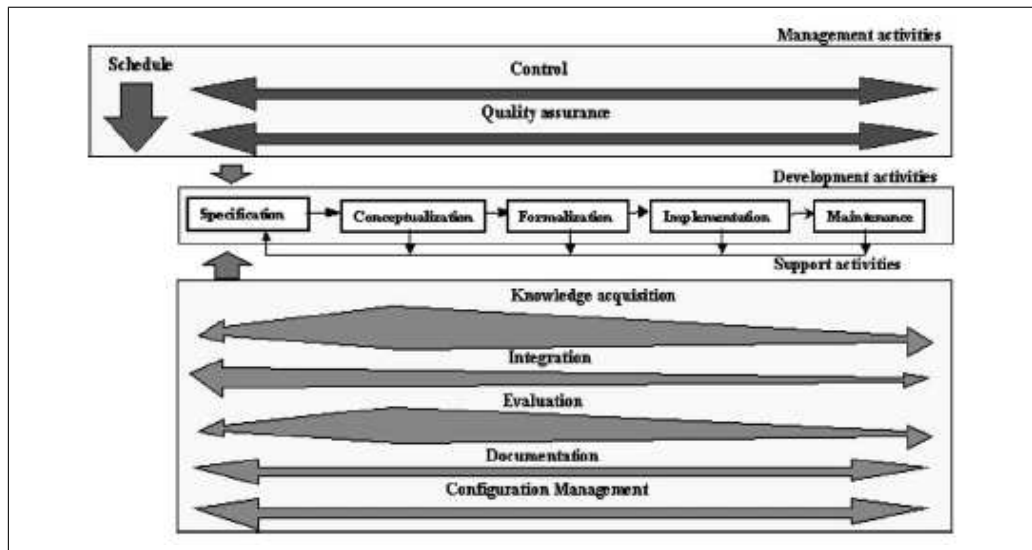 Management activities
Schedule
Control
Quality assurance
Development activities
Specification
Conceptualization
Formalization
Implementation
Maintenance
Support activities
Knowledge acquisition
Integration
Evaluation
Documentation
Configuration Management